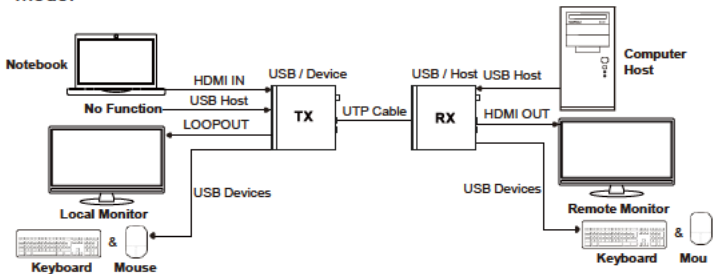 Notebook
HDMI IN
No Function
USB Host
LOOPOUT
USB / Device
TX
UTP Cable
USB / Host
RX
USB Host
Computer
Host
HDMI OUT
USB Devices
Local Monitor
Keyboard & Mouse
USB Devices
Remote Monitor
Keyboard & Mou